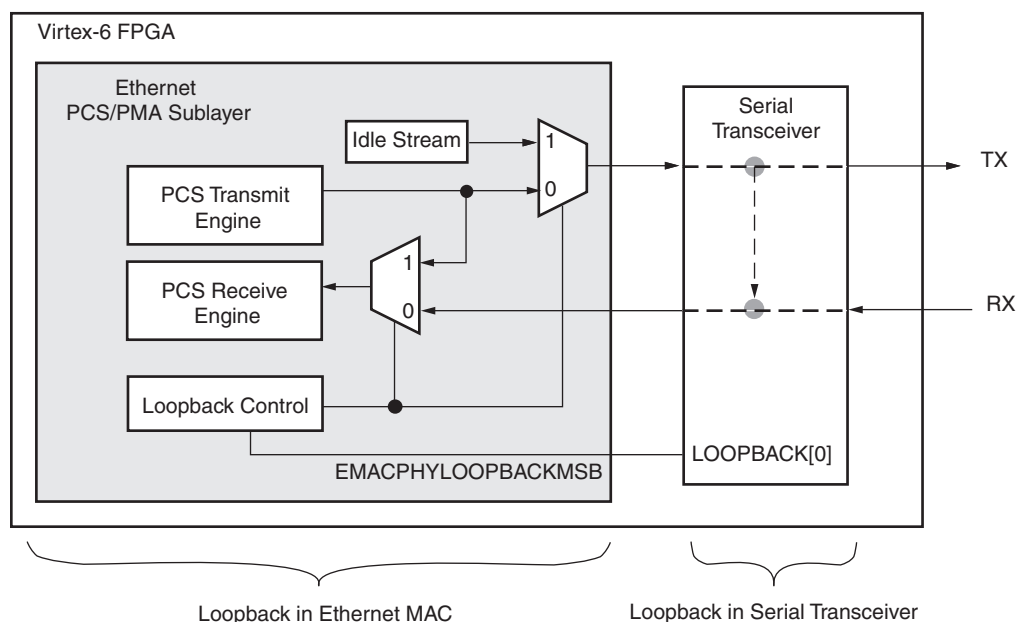 Virtex-6 FPGA
Ethernet
PCS/PMA Sublayer
Serial
Transceiver
Idle Stream
1
0
TX
PCS Transmit
Engine
PCS Receive
Engine
1
0
RX
Loopback Control
LOOPBACK[0]
EMACPHYLOOPBACKMSB
Loopback in Ethernet MAC
Loopback in Serial Transceiver